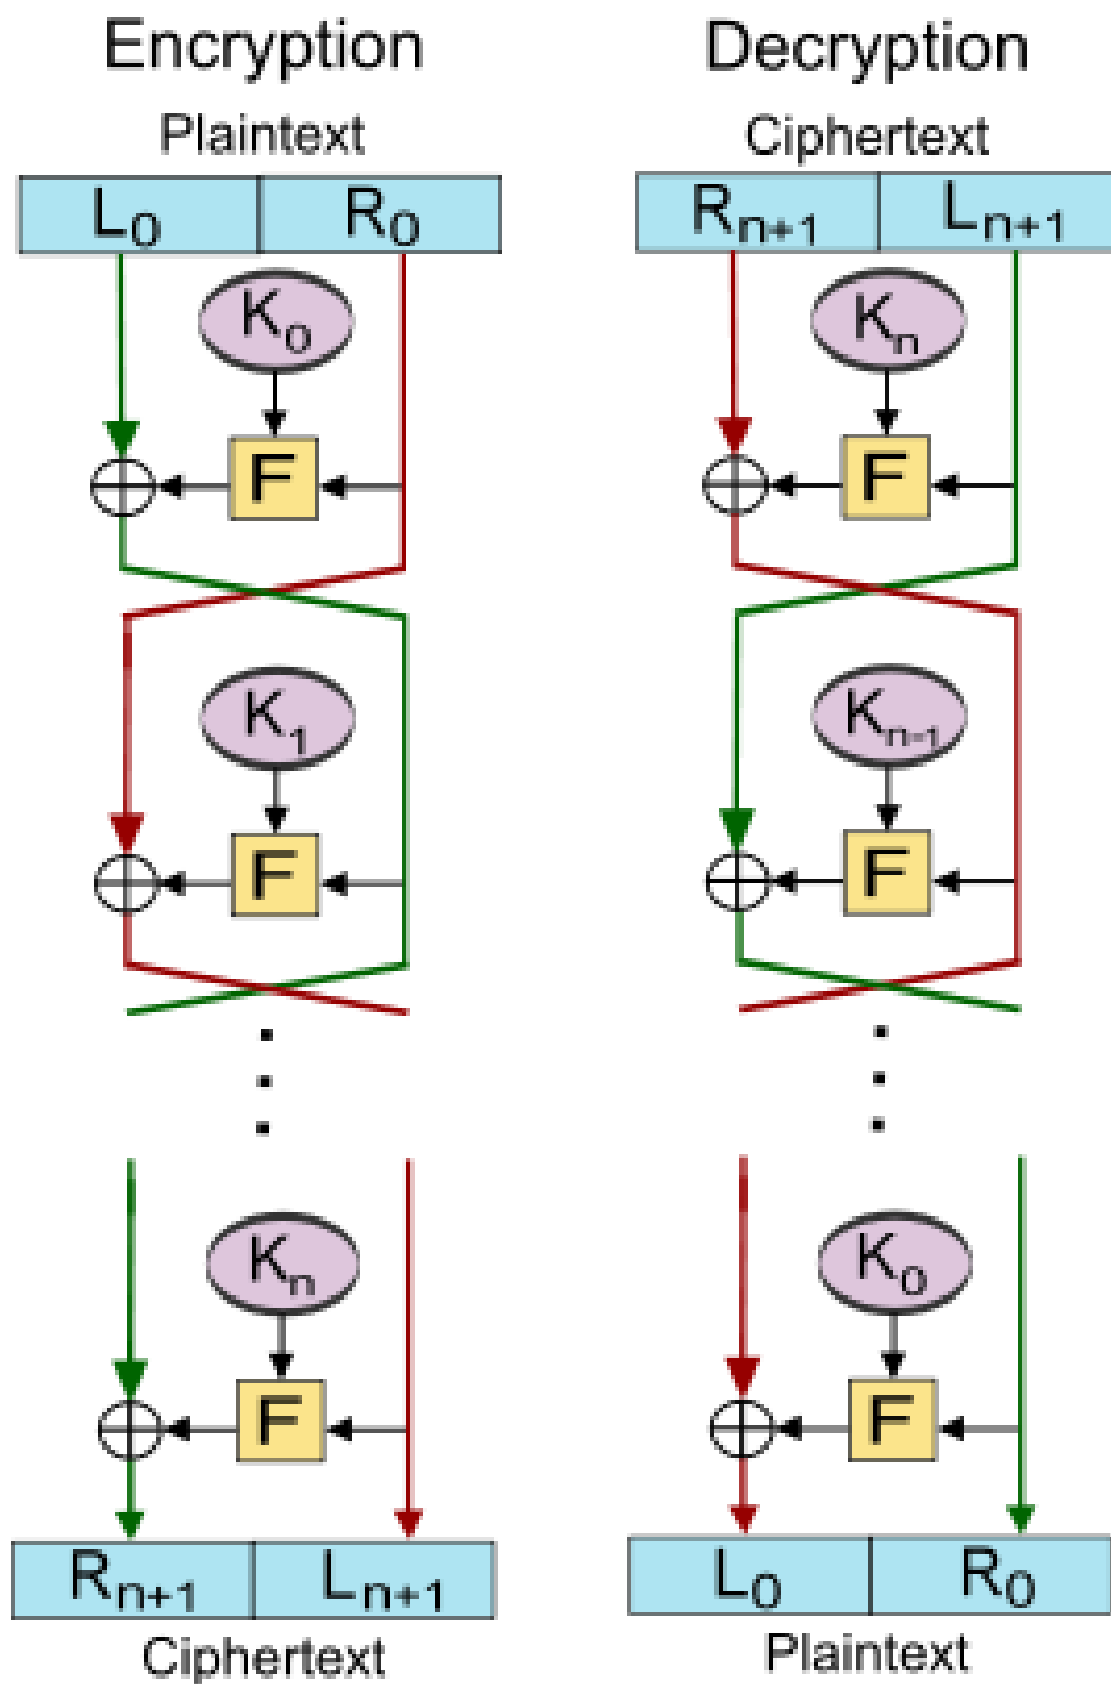 Encryption
Plaintext
L₀ R₀
K₀
F
K₁
F
Kₙ
F
Rₙ₊₁ Lₙ₊₁
Ciphertext
Decryption
Ciphertext
Rₙ₊₁ Lₙ₊₁
Kₙ
F
Kₙ₋₁
F
K₀
F
L₀ R₀
Plaintext